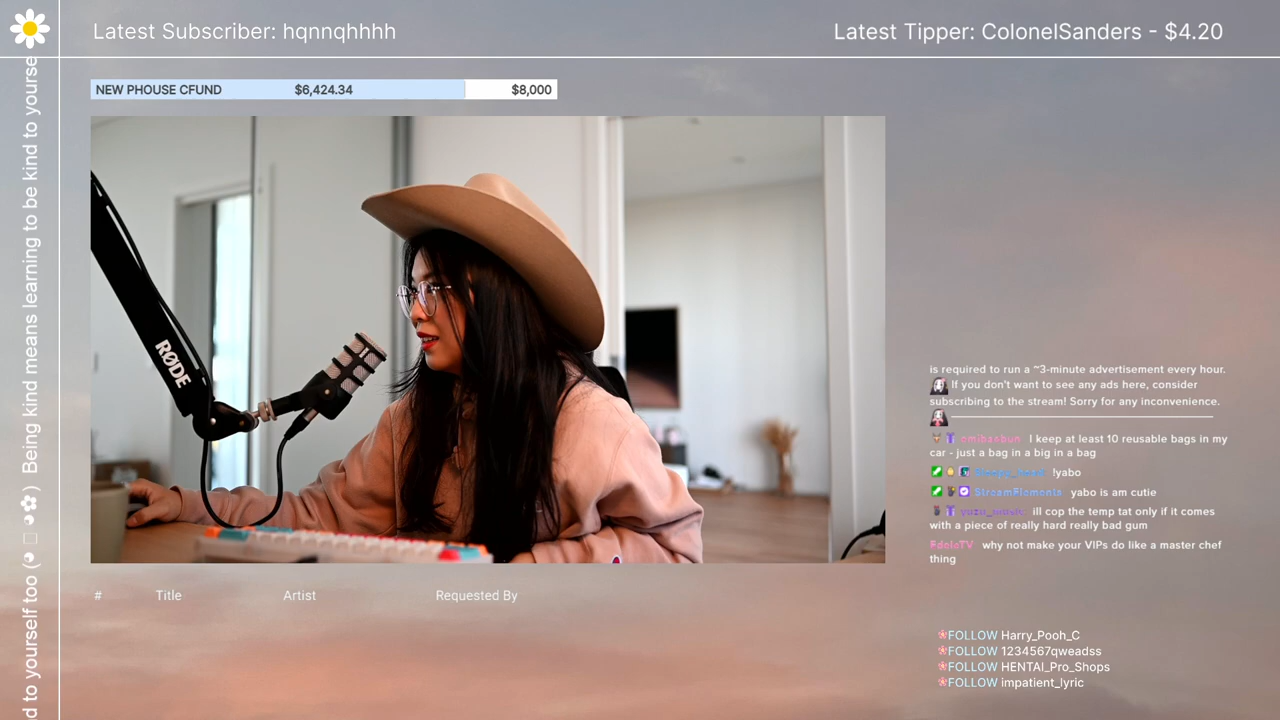 Latest Subscriber: hqnnqhhhh
Latest Tipper: ColonelSanders - $4.20
d to yourself too (◕ □ ◕✿ ) Being kind means learning to be kind to yourse
NEW PHOUSE CFUND $6,424.34 $8,000
RØDE
is required to run a ~3-minute advertisement every hour.
If you don't want to see any ads here, consider
subscribing to the stream! Sorry for any inconvenience.
I keep at least 10 reusable bags in my
car - just a bag in a big in a bag
!yabo
StreamElements yabo is am cutie
ill cop the temp tat only if it comes
with a piece of really hard really bad gum
why not make your VIPs do like a master chef
thing
# Title Artist Requested By
FOLLOW Harry_Pooh_C
FOLLOW 1234567qweadss
FOLLOW HENTAI_Pro_Shops
FOLLOW impatient_lyric